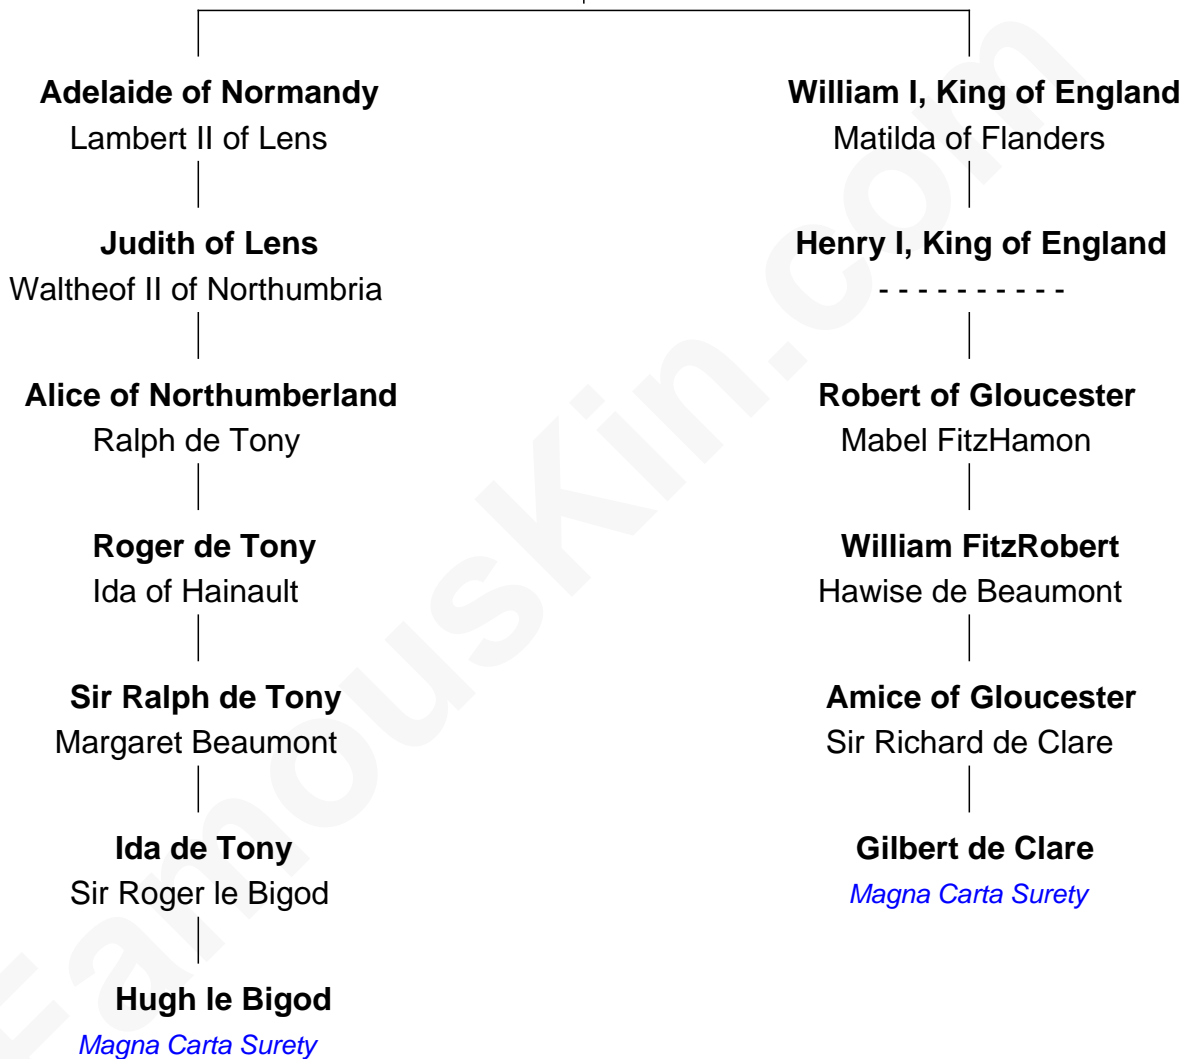 Adelaide of Normandy
Lambert II of Lens
William I, King of England
Matilda of Flanders
Judith of Lens
Waltheof II of Northumbria
Henry I, King of England
- - - - - - - - - -
Alice of Northumberland
Ralph de Tony
Robert of Gloucester
Mabel FitzHamon
Roger de Tony
Ida of Hainault
William FitzRobert
Hawise de Beaumont
Sir Ralph de Tony
Margaret Beaumont
Amice of Gloucester
Sir Richard de Clare
Ida de Tony
Sir Roger le Bigod
Gilbert de Clare
Magna Carta Surety
Hugh le Bigod
Magna Carta Surety
FamousKin.com